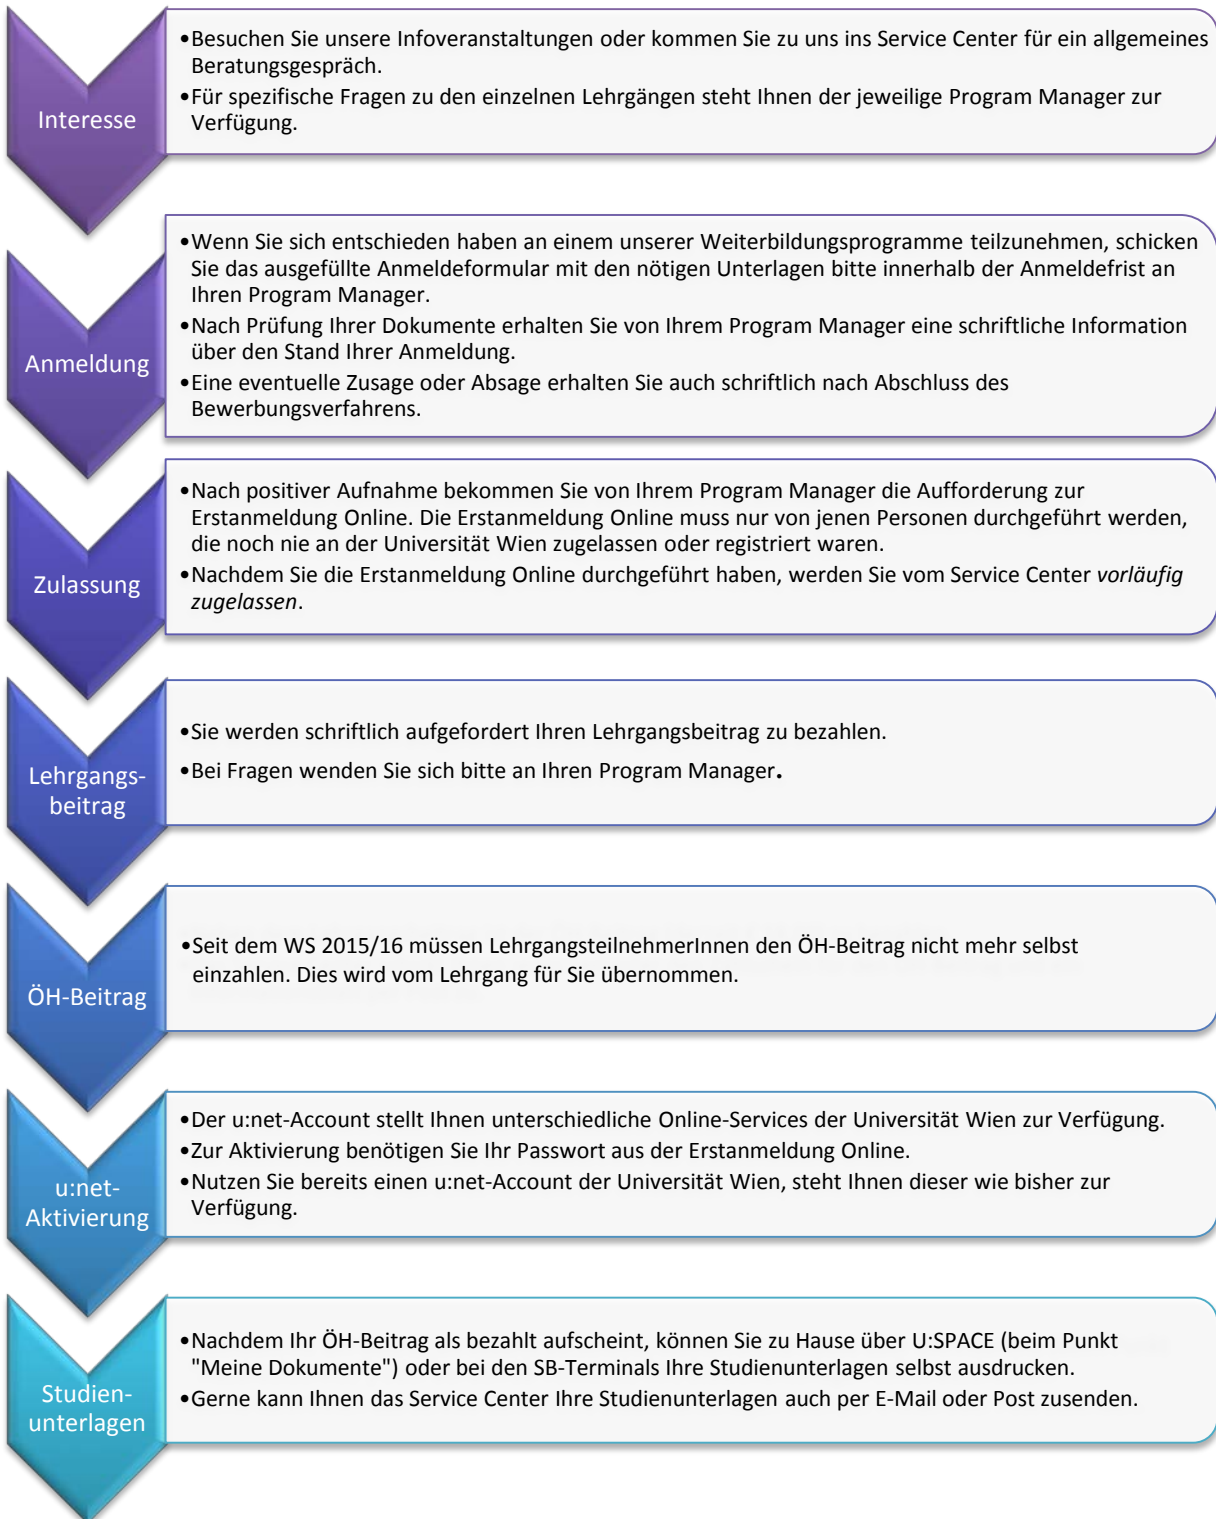 Interesse
•Besuchen Sie unsere Infoveranstaltungen oder kommen Sie zu uns ins Service Center für ein allgemeines
Beratungsgespräch.
•Für spezifische Fragen zu den einzelnen Lehrgängen steht Ihnen der jeweilige Program Manager zur
Verfügung.
Anmeldung
•Wenn Sie sich entschieden haben an einem unserer Weiterbildungsprogramme teilzunehmen, schicken
Sie das ausgefüllte Anmeldeformular mit den nötigen Unterlagen bitte innerhalb der Anmeldefrist an
Ihren Program Manager.
•Nach Prüfung Ihrer Dokumente erhalten Sie von Ihrem Program Manager eine schriftliche Information
über den Stand Ihrer Anmeldung.
•Eine eventuelle Zusage oder Absage erhalten Sie auch schriftlich nach Abschluss des
Bewerbungsverfahrens.
Zulassung
•Nach positiver Aufnahme bekommen Sie von Ihrem Program Manager die Aufforderung zur
Erstanmeldung Online. Die Erstanmeldung Online muss nur von jenen Personen durchgeführt werden,
die noch nie an der Universität Wien zugelassen oder registriert waren.
•Nachdem Sie die Erstanmeldung Online durchgeführt haben, werden Sie vom Service Center vorläufig
zugelassen.
Lehrgangs-
beitrag
•Sie werden schriftlich aufgefordert Ihren Lehrgangsbeitrag zu bezahlen.
•Bei Fragen wenden Sie sich bitte an Ihren Program Manager.
ÖH-Beitrag
•Seit dem WS 2015/16 müssen LehrgangsteilnehmerInnen den ÖH-Beitrag nicht mehr selbst
einzahlen. Dies wird vom Lehrgang für Sie übernommen.
u:net-
Aktivierung
•Der u:net-Account stellt Ihnen unterschiedliche Online-Services der Universität Wien zur Verfügung.
•Zur Aktivierung benötigen Sie Ihr Passwort aus der Erstanmeldung Online.
•Nutzen Sie bereits einen u:net-Account der Universität Wien, steht Ihnen dieser wie bisher zur
Verfügung.
Studien-
unterlagen
•Nachdem Ihr ÖH-Beitrag als bezahlt aufscheint, können Sie zu Hause über U:SPACE (beim Punkt
"Meine Dokumente") oder bei den SB-Terminals Ihre Studienunterlagen selbst ausdrucken.
•Gerne kann Ihnen das Service Center Ihre Studienunterlagen auch per E-Mail oder Post zusenden.